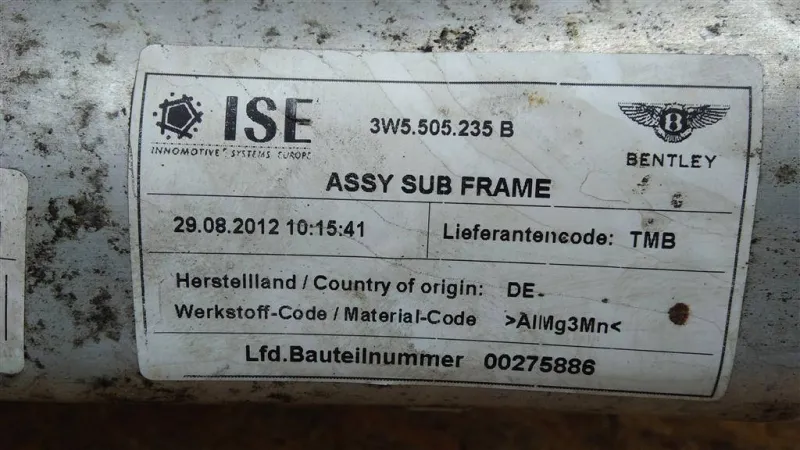 ISE
INNOMOTIVE SYSTEMS EUROPE
3W5.505.235 B
B
BENTLEY
ASSY SUB FRAME
29.08.2012 10:15:41
Lieferantencode: TMB
Herstellland / Country of origin: DE
Werkstoff-Code / Material-Code >AlMg3Mn<
Lfd.Bauteilnummer 00275886